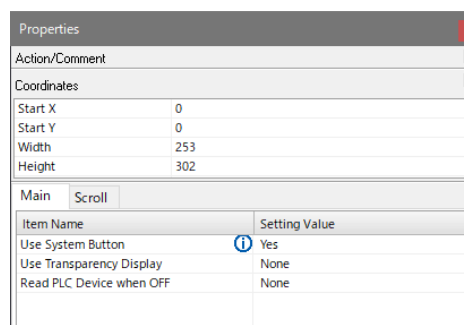 Properties
Action/Comment
Coordinates
Start X 0
Start Y 0
Width 253
Height 302
Main Scroll
Item Name Setting Value
Use System Button Yes
Use Transparency Display None
Read PLC Device when OFF None